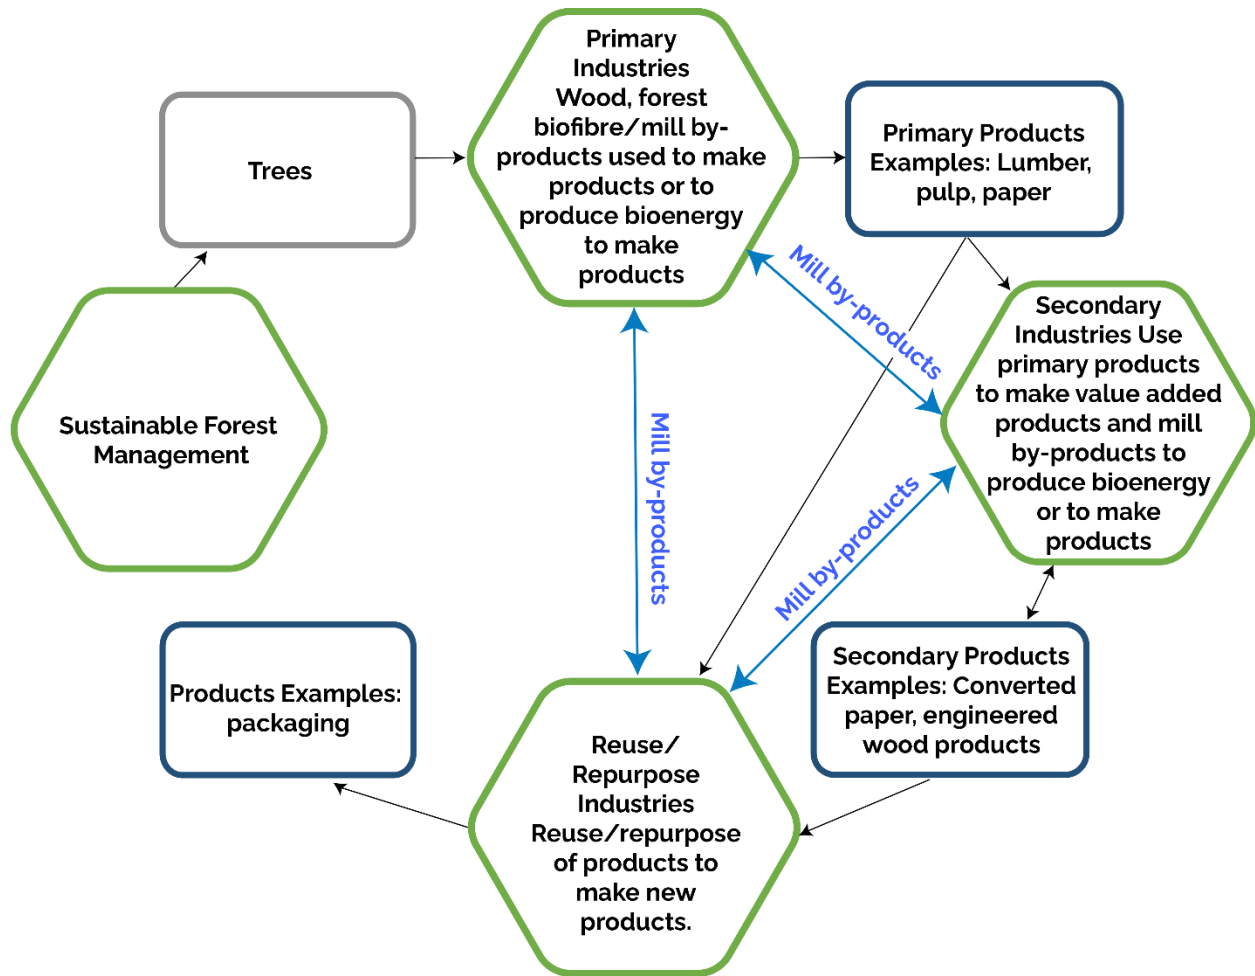 Primary
Industries
Wood, forest
biofibre/mill by-
products used to make
products or to
produce bioenergy
to make
products
Trees
Primary Products
Examples: Lumber,
pulp, paper
Mill by-products
Secondary
Industries Use
primary products
to make value added
products and mill
by-products to
produce bioenergy
or to make
products
Sustainable Forest
Management
Mill by-products
Mill by-products
Products Examples:
packaging
Secondary Products
Examples: Converted
paper, engineered
wood products
Reuse/
Repurpose
Industries
Reuse/repurpose
of products to
make new
products.